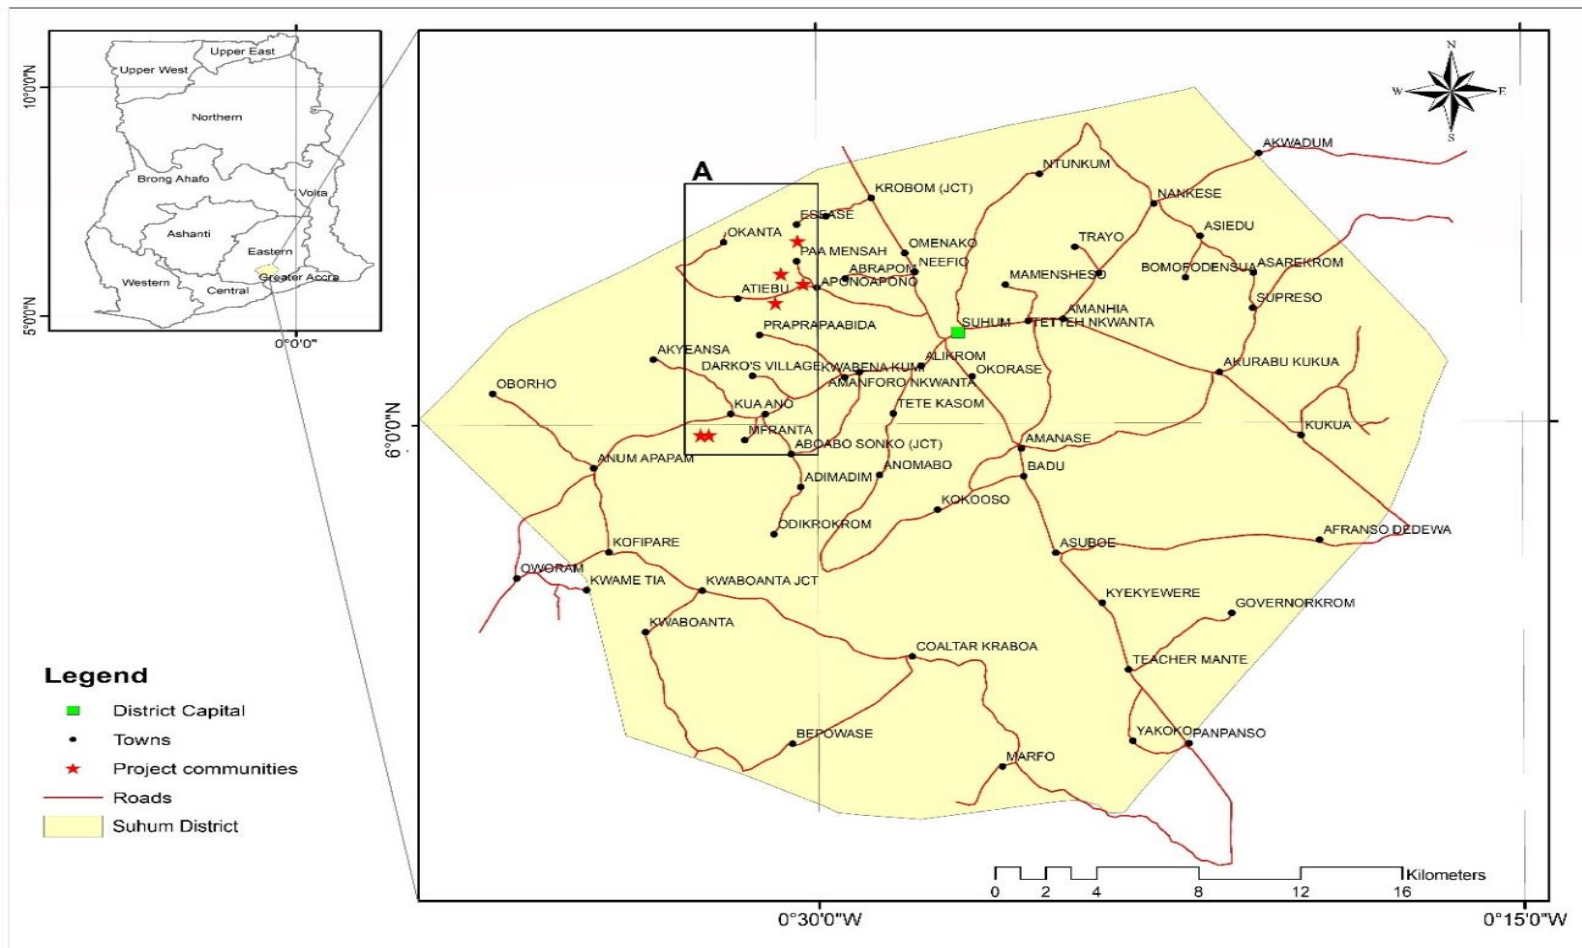 Upper East
Upper West
10°0'0"N
Northern
Brong Ahafo
Volta
Ashanti
Eastern
Greater Accra
Western
Central
5°0'0"N
0°0'0"
N
W
E
S
A
AKWADUM
NTUNKUM
KROBOM (JCT)
NANKESE
ESEASE
OKANTA
ASIEDU
TRAYO
PAA MENSAH
OMENAKO
NEEFIO
ABRAPOM
BOMOFODENSUA
ASAREKROM
MAMENSHESO
APONOAPONO
ATIEBU
SUPRESO
AMANHIA
SUHUM
TETTEH NKWANTA
PRAPRAPAABIDA
AKYEANSA
ALIKROM
DARKO'S VILLAGE
KWABENA KUMI
OKORASE
AKURABU KUKUA
AMANFORO NKWANTA
OBORHO
KUA ANO
TETE KASOM
6°0'0"N
MFRANTA
KUKUA
ABOABO SONKO (JCT)
AMANASE
ANUM APAPAM
ANOMABO
BADU
ADIMADIM
KOKOOSO
ODIKROKROM
AFRANSO DEDEWA
KOFIPARE
ASUBOE
OWORAM
KWAME TIA
KWABOANTA JCT
KYEKYEWERE
GOVERNORKROM
KWABOANTA
COALTAR KRABOA
TEACHER MANTE
BEPOWASE
YAKOKO
PANPANSO
MARFO
Legend
District Capital
Towns
Project communities
Roads
Suhum District
Kilometers
0 2 4 8 12 16
0°30'0"W
0°15'0"W